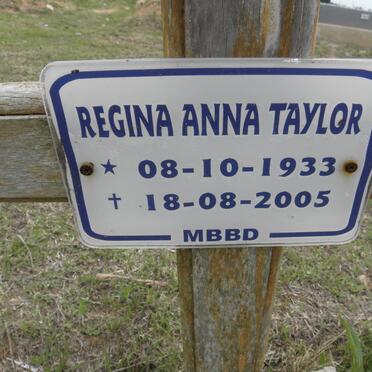 REGINA ANNA TAYLOR
★ 08-10-1933
✝ 18-08-2005
MBBD